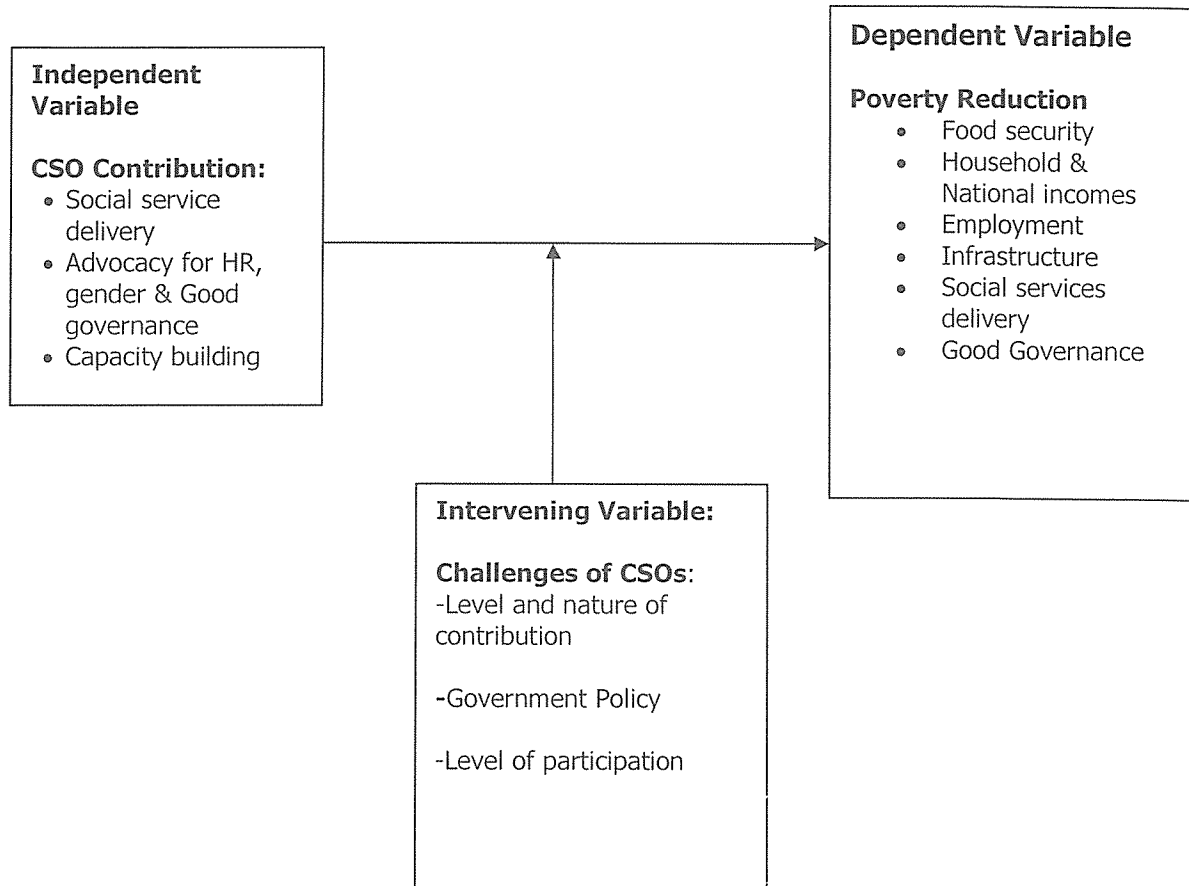 Independent
Variable
CSO Contribution:
• Social service
delivery
• Advocacy for HR,
gender & Good
governance
• Capacity building
Dependent Variable
Poverty Reduction
• Food security
• Household &
National incomes
• Employment
• Infrastructure
• Social services
delivery
• Good Governance
Intervening Variable:
Challenges of CSOs:
-Level and nature of
contribution
-Government Policy
-Level of participation